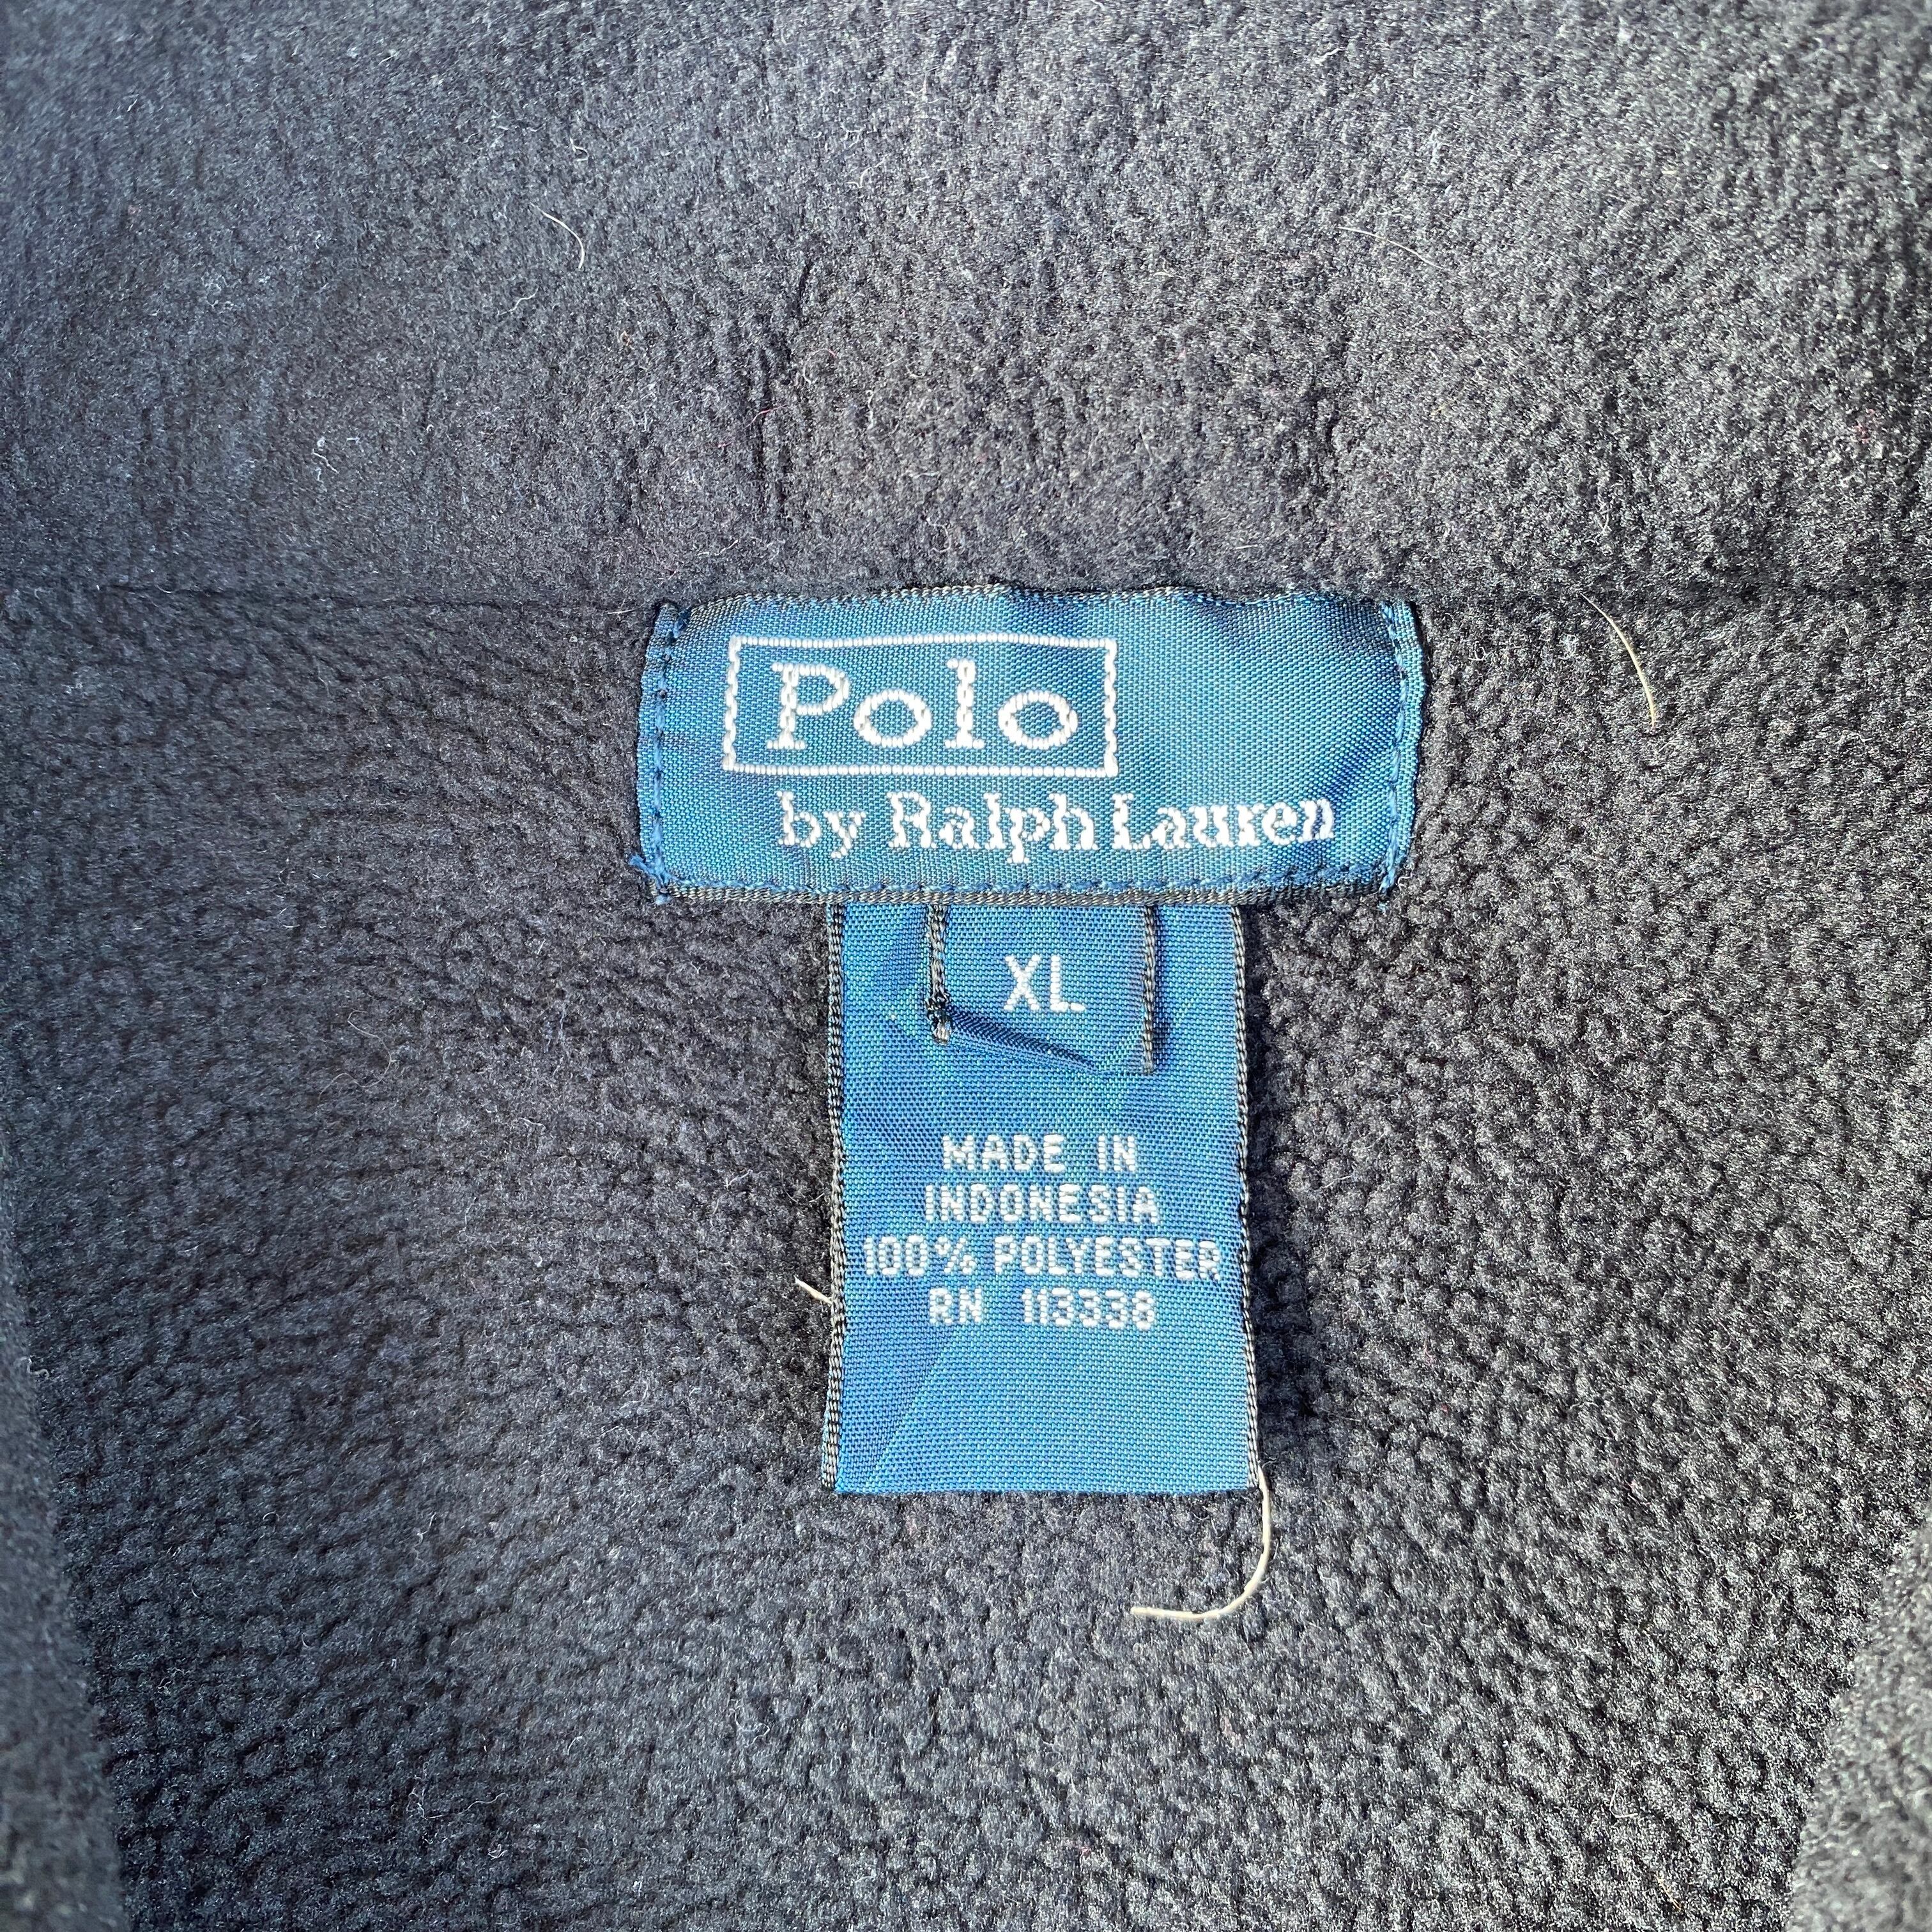 Polo
by Ralph Lauren
XL
MADE IN
INDONESIA
100% POLYESTER
RN 113338